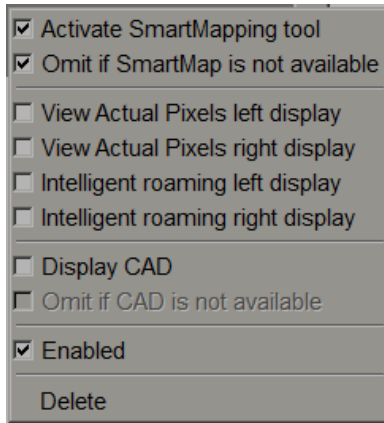 Activate SmartMapping tool
Omit if SmartMap is not available
View Actual Pixels left display
View Actual Pixels right display
Intelligent roaming left display
Intelligent roaming right display
Display CAD
Omit if CAD is not available
Enabled
Delete